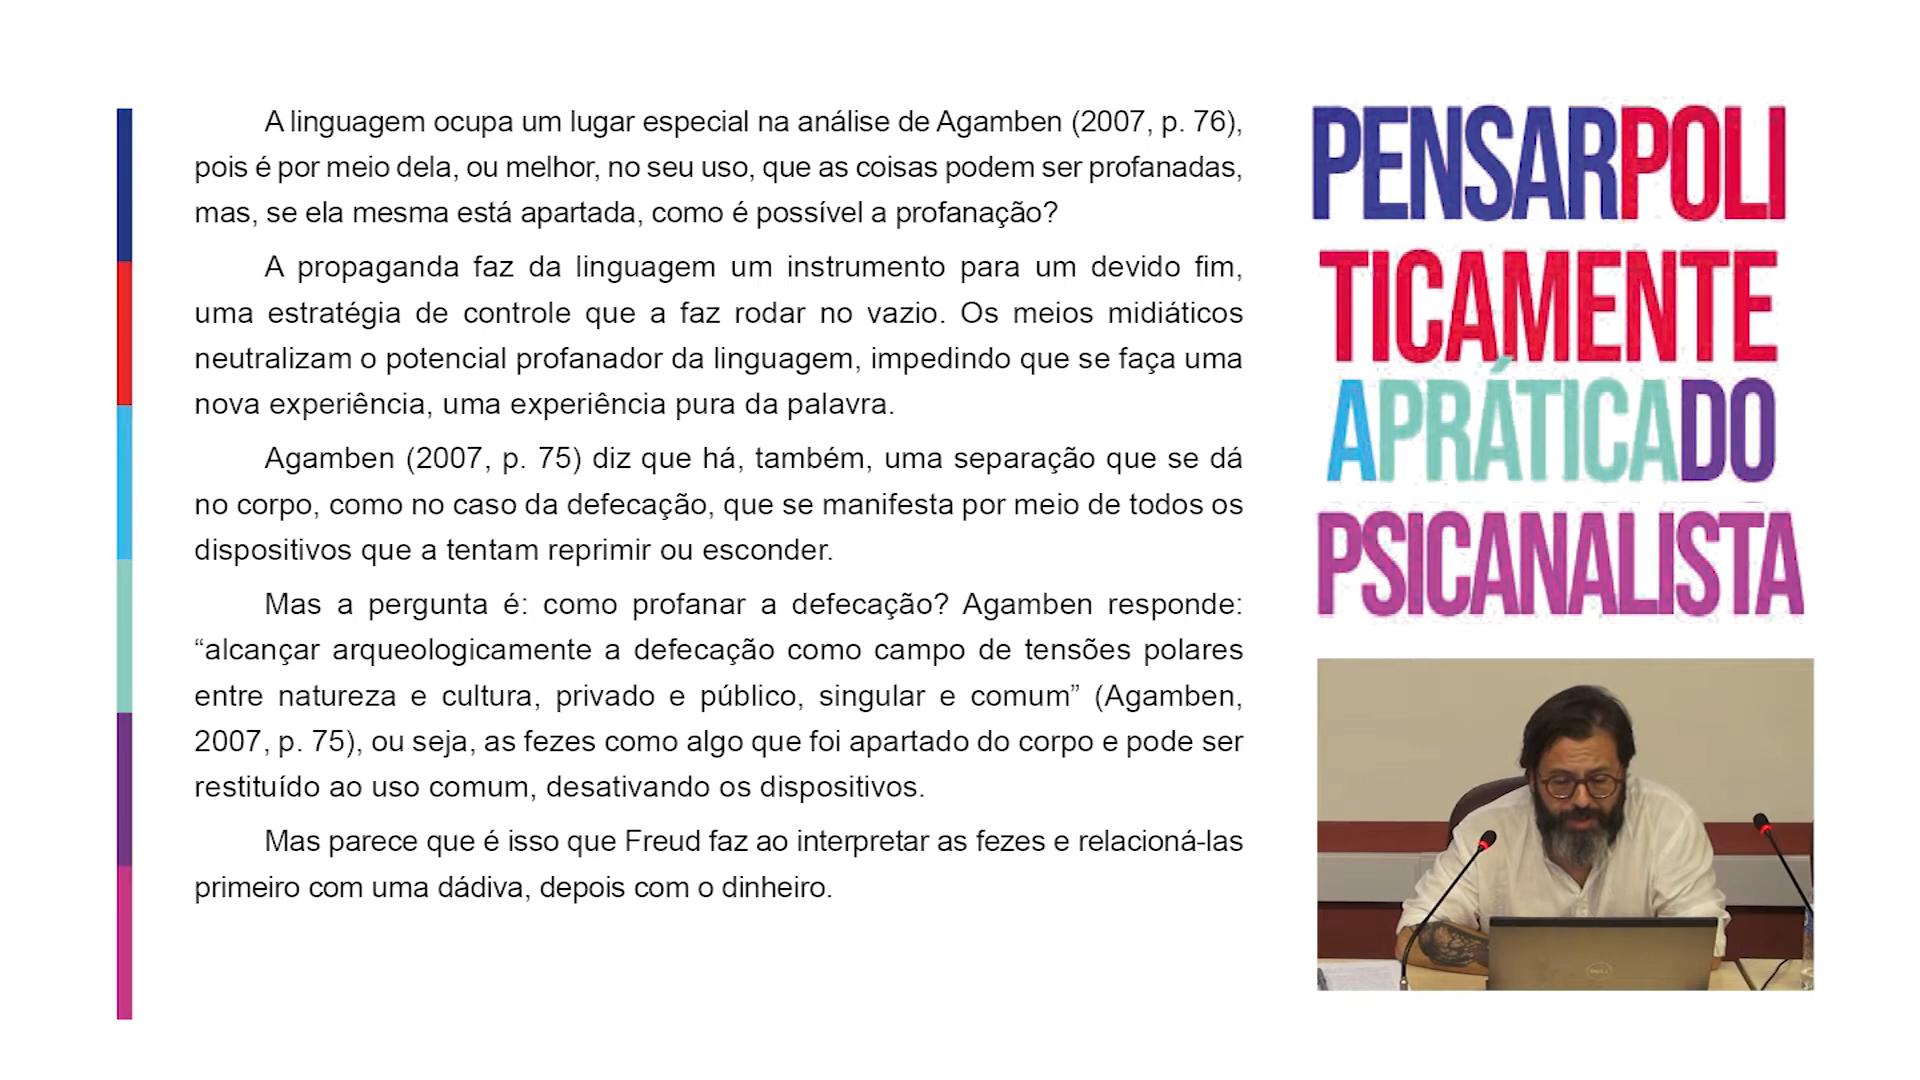 A linguagem ocupa um lugar especial na análise de Agamben (2007, p. 76),
pois é por meio dela, ou melhor, no seu uso, que as coisas podem ser profanadas,
mas, se ela mesma está apartada, como é possível a profanação?
A propaganda faz da linguagem um instrumento para um devido fim,
uma estratégia de controle que a faz rodar no vazio. Os meios midiáticos
neutralizam o potencial profanador da linguagem, impedindo que se faça uma
nova experiência, uma experiência pura da palavra.
Agamben (2007, p. 75) diz que há, também, uma separação que se dá
no corpo, como no caso da defecação, que se manifesta por meio de todos os
dispositivos que a tentam reprimir ou esconder.
Mas a pergunta é: como profanar a defecação? Agamben responde:
“alcançar arqueologicamente a defecação como campo de tensões polares
entre natureza e cultura, privado e público, singular e comum” (Agamben,
2007, p. 75), ou seja, as fezes como algo que foi apartado do corpo e pode ser
restituído ao uso comum, desativando os dispositivos.
Mas parece que é isso que Freud faz ao interpretar as fezes e relacioná-las
primeiro com uma dádiva, depois com o dinheiro.
PENSARPOLI
TICAMENTE
APRÁTICADO
PSICANALISTA
DELL